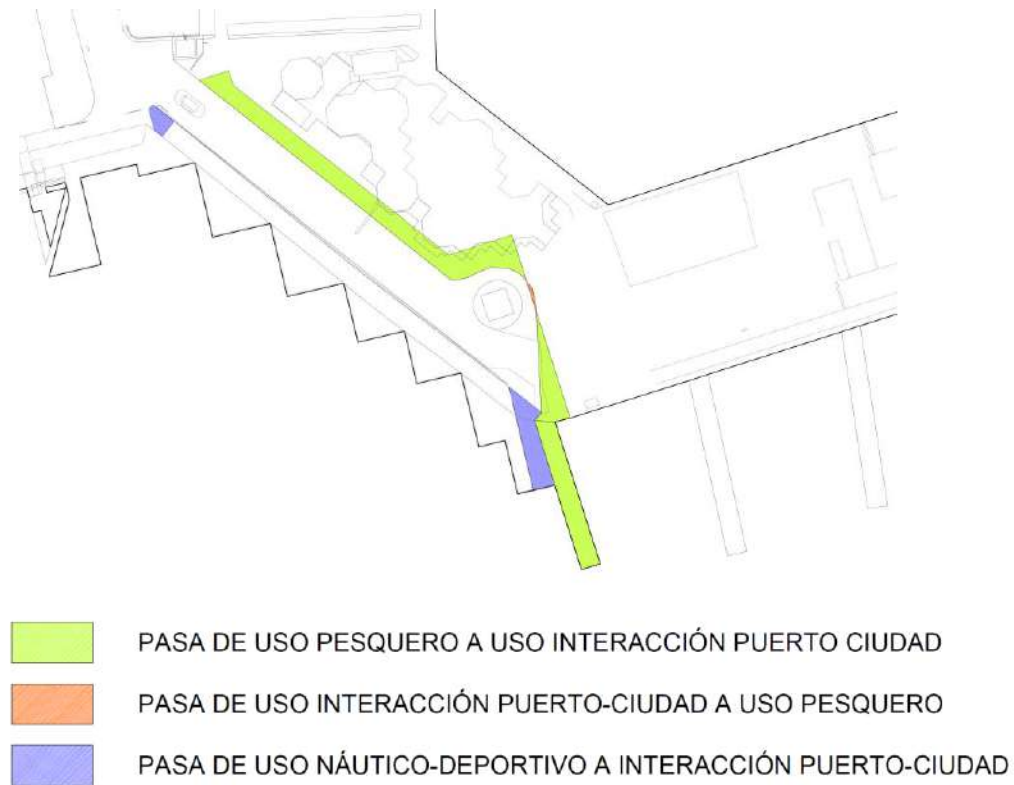 PASA DE USO PESQUERO A USO INTERACCIÓN PUERTO CIUDAD
PASA DE USO INTERACCIÓN PUERTO-CIUDAD A USO PESQUERO
PASA DE USO NÁUTICO-DEPORTIVO A INTERACCIÓN PUERTO-CIUDAD